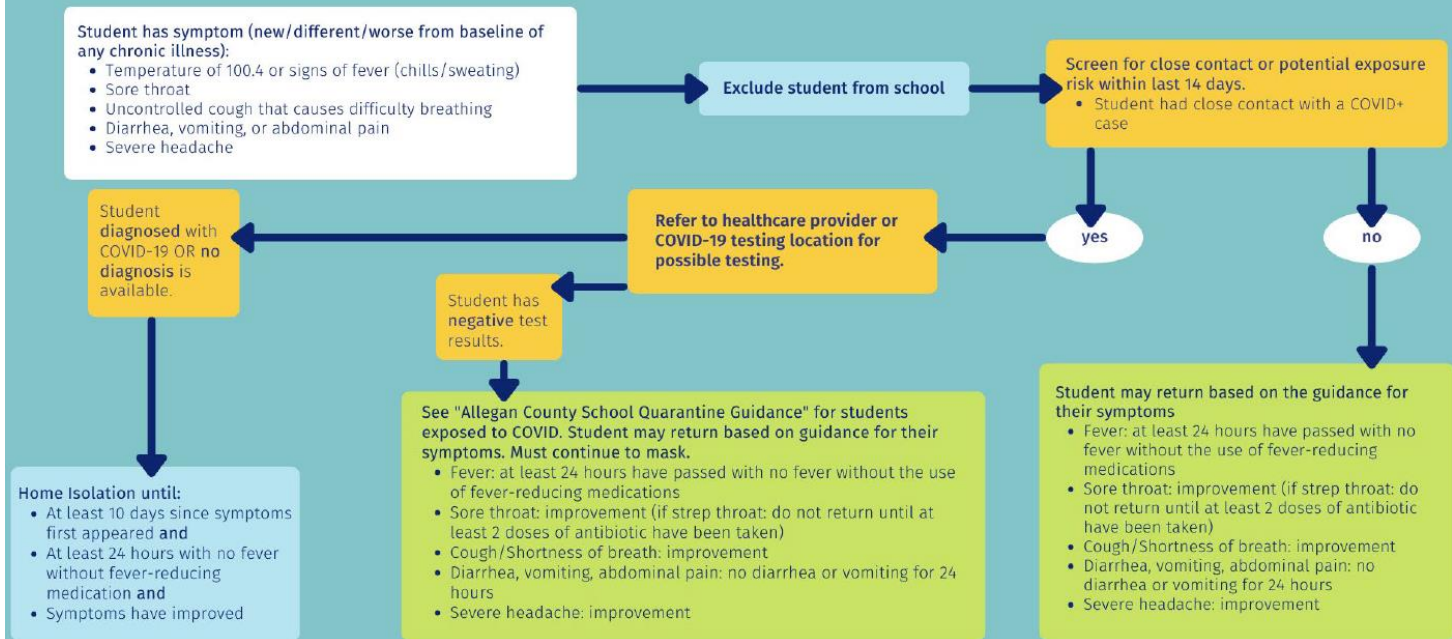 Student has symptom (new/different/worse from baseline of
any chronic illness):
• Temperature of 100.4 or signs of fever (chills/sweating)
• Sore throat
• Uncontrolled cough that causes difficulty breathing
• Diarrhea, vomiting, or abdominal pain
• Severe headache
Exclude student from school
Screen for close contact or potential exposure
risk within last 14 days.
• Student had close contact with a COVID+
case
yes
no
Refer to healthcare provider or
COVID-19 testing location for
possible testing.
Student
diagnosed with
COVID-19 OR no
diagnosis is
available.
Student has
negative test
results.
Home Isolation until:
• At least 10 days since symptoms
first appeared and
• At least 24 hours with no fever
without fever-reducing
medication and
• Symptoms have improved
See "Allegan County School Quarantine Guidance" for students
exposed to COVID. Student may return based on guidance for their
symptoms. Must continue to mask.
• Fever: at least 24 hours have passed with no fever without the use
of fever-reducing medications
• Sore throat: improvement (if strep throat: do not return until at
least 2 doses of antibiotic have been taken)
• Cough/Shortness of breath: improvement
• Diarrhea, vomiting, abdominal pain: no diarrhea or vomiting for 24
hours
• Severe headache: improvement
Student may return based on the guidance for
their symptoms
• Fever: at least 24 hours have passed with no
fever without the use of fever-reducing
medications
• Sore throat: improvement (if strep throat: do
not return until at least 2 doses of antibiotic
have been taken)
• Cough/Shortness of breath: improvement
• Diarrhea, vomiting, abdominal pain: no
diarrhea or vomiting for 24 hours
• Severe headache: improvement